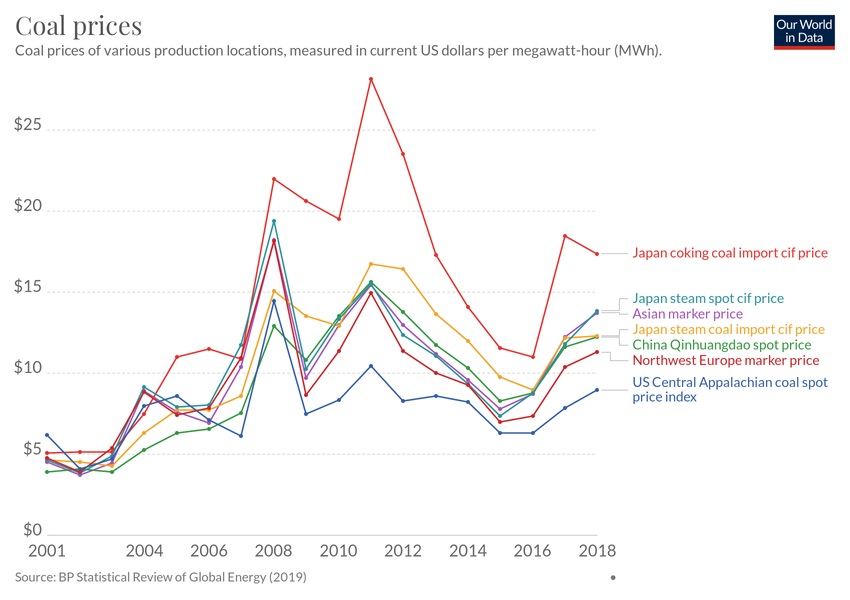 Coal prices
Our World
in Data
Coal prices of various production locations, measured in current US dollars per megawatt-hour (MWh).
$25
$20
$15
$10
$5
$0
Japan coking coal import cif price
Japan steam spot cif price
Asian marker price
Japan steam coal import cif price
China Qinhuangdao spot price
Northwest Europe marker price
US Central Appalachian coal spot
price index
2001 2004 2006 2008 2010 2012 2014 2016 2018
Source: BP Statistical Review of Global Energy (2019)